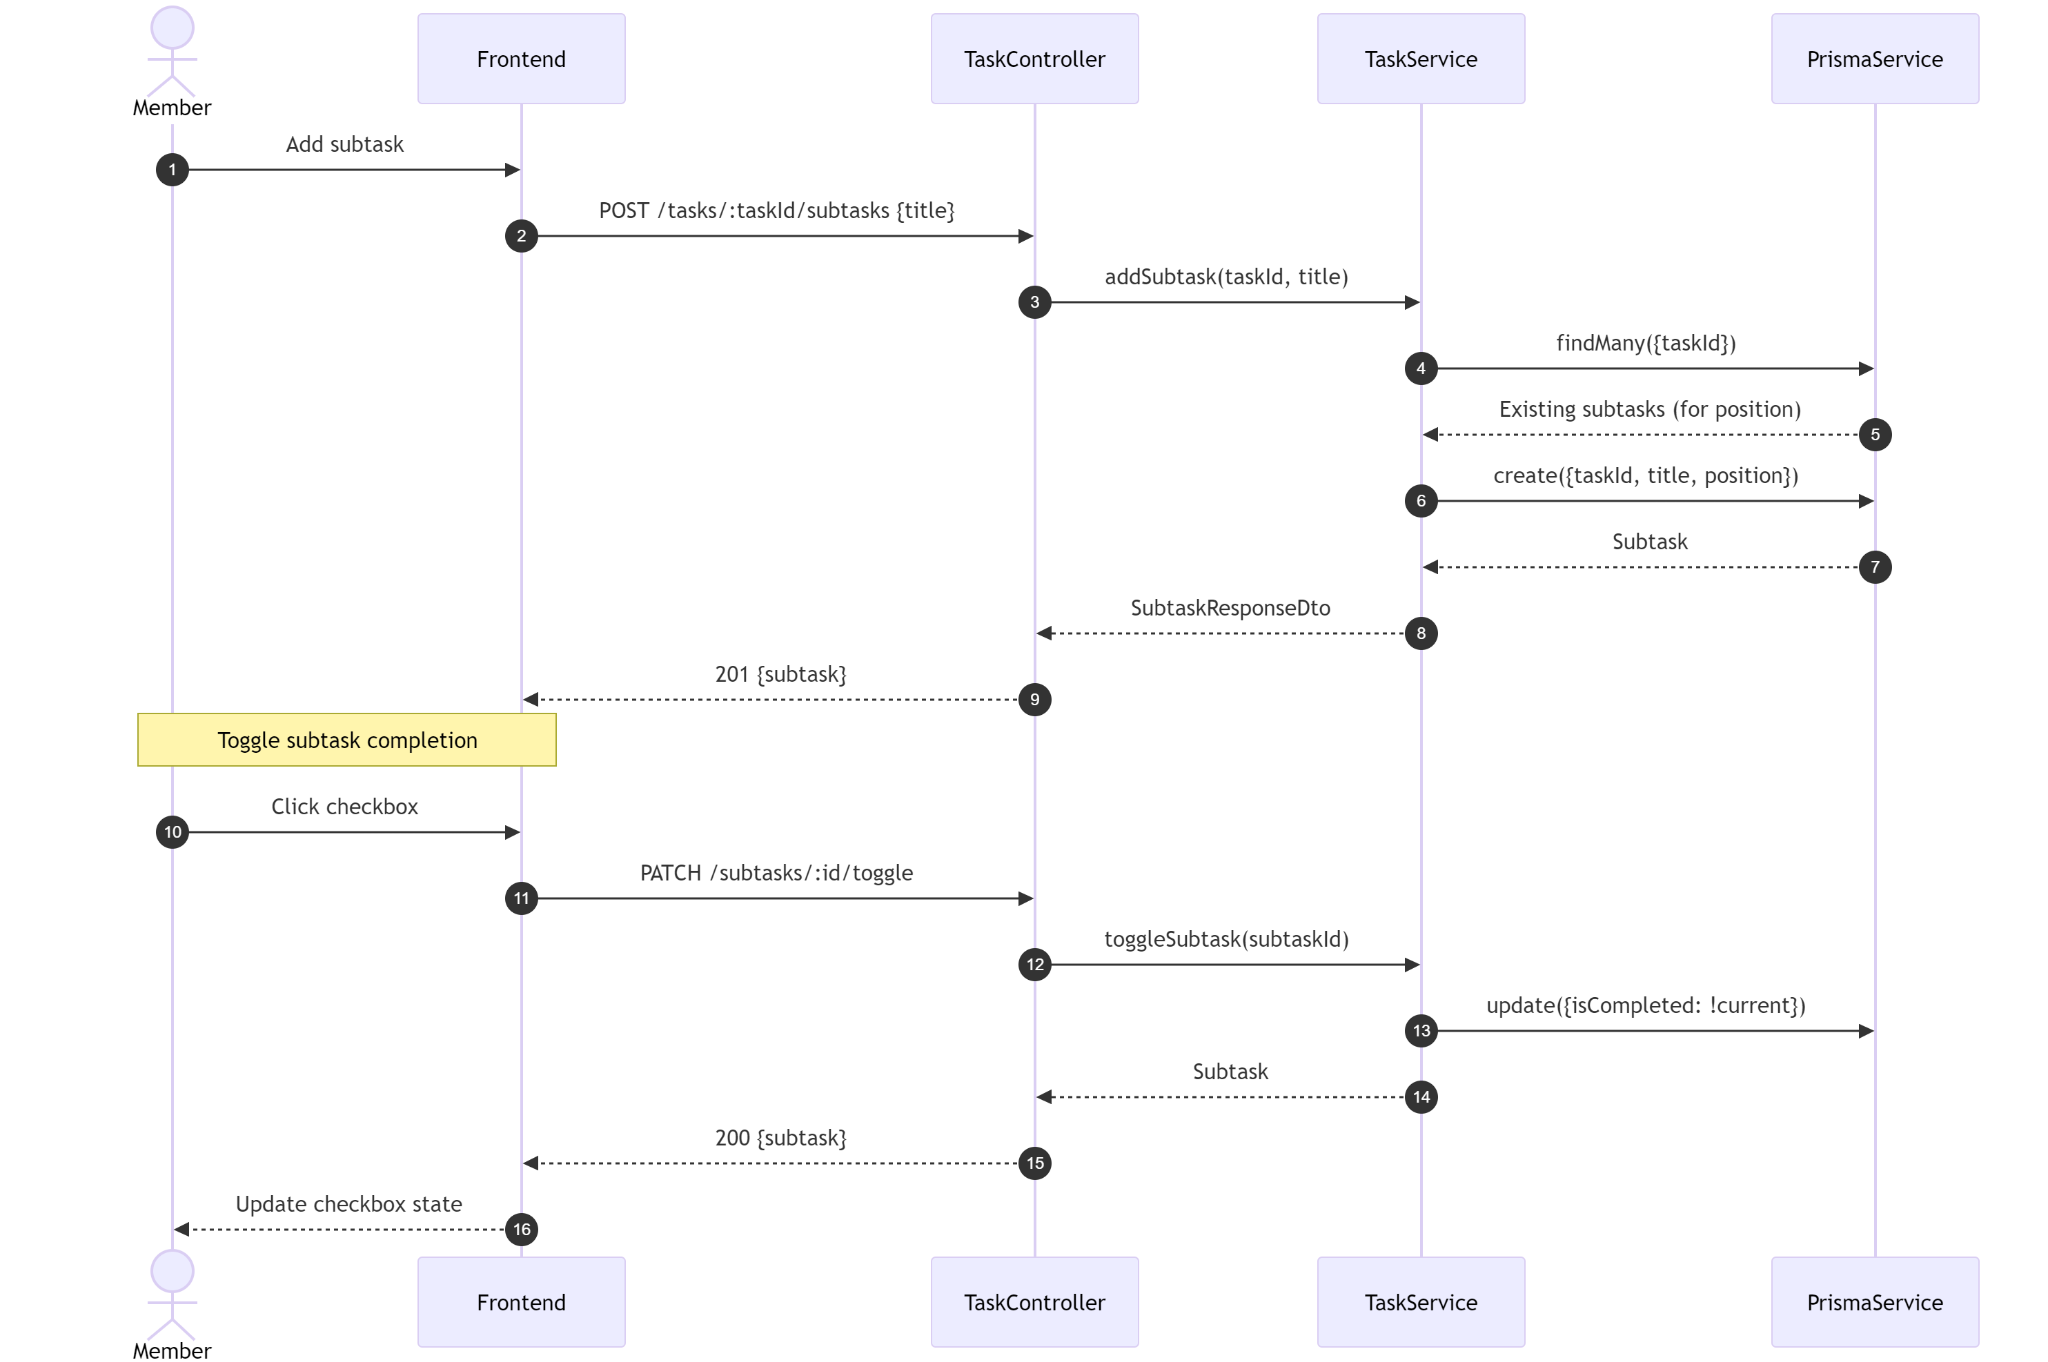 Member
Frontend
TaskController
TaskService
PrismaService
Add subtask
1
POST /tasks/:taskId/subtasks {title}
2
addSubtask(taskId, title)
3
findMany({taskId})
4
Existing subtasks (for position)
5
create({taskId, title, position})
6
Subtask
7
SubtaskResponseDto
8
201 {subtask}
9
Toggle subtask completion
Click checkbox
10
PATCH /subtasks/:id/toggle
11
toggleSubtask(subtaskId)
12
update({isCompleted: !current})
13
Subtask
14
200 {subtask}
15
Update checkbox state
16
Member
Frontend
TaskController
TaskService
PrismaService